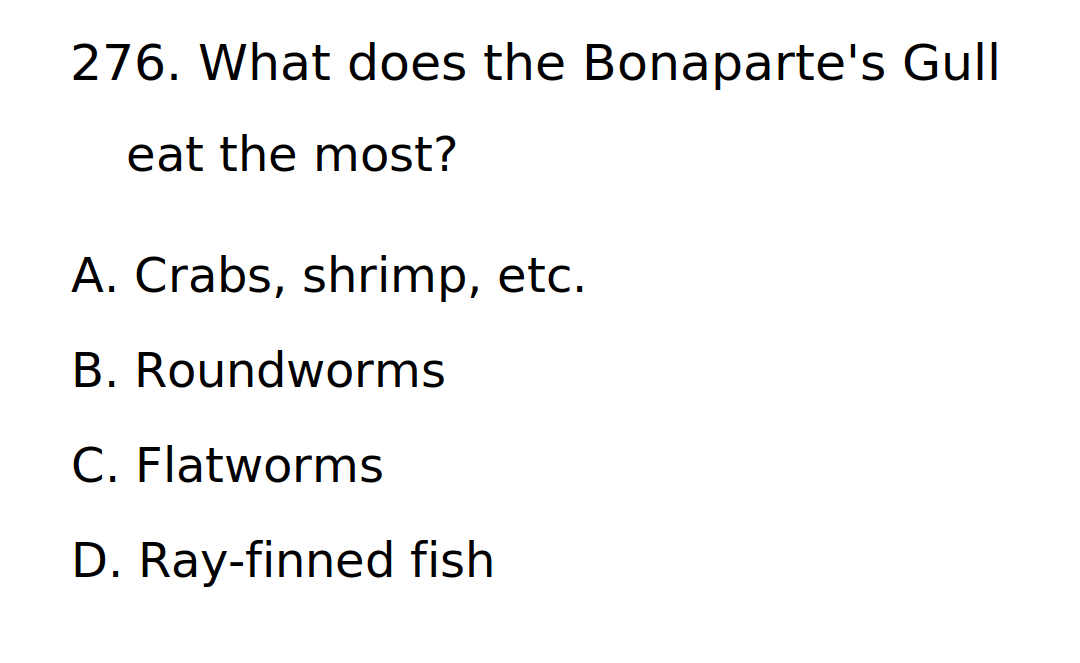 276. What does the Bonaparte's Gull
eat the most?
A. Crabs, shrimp, etc.
B. Roundworms
C. Flatworms
D. Ray-finned fish